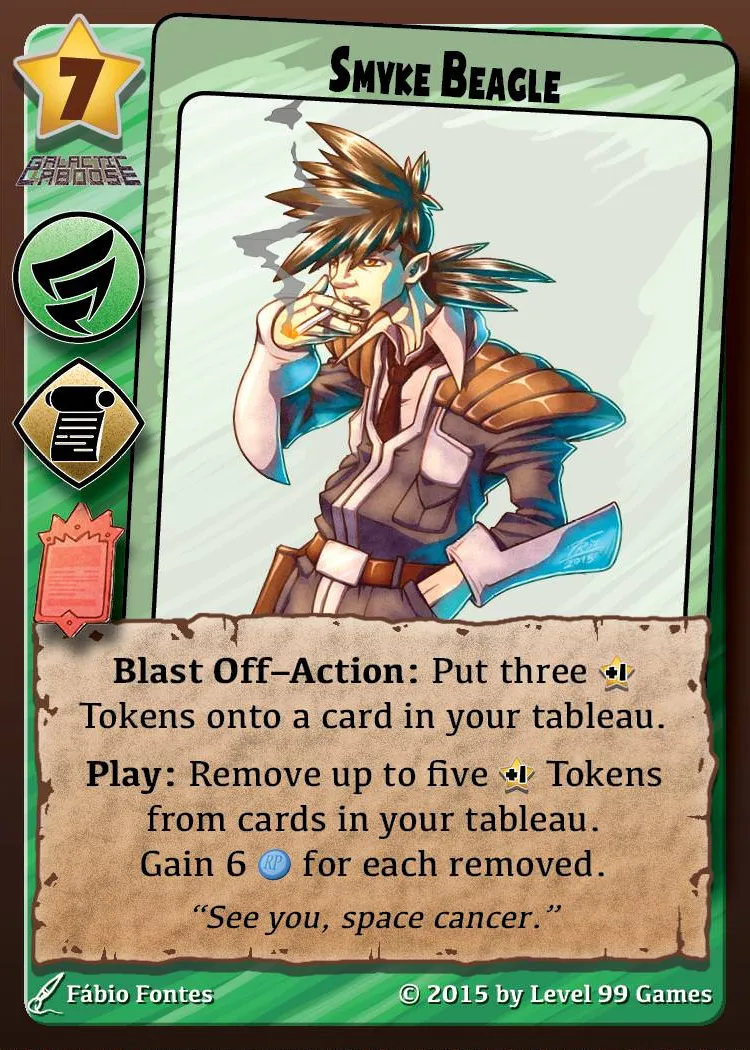 Smyke Beagle
7
GALACTIC
CABOOSE
Blast Off–Action: Put three +1
Tokens onto a card in your tableau.
Play: Remove up to five +1 Tokens
from cards in your tableau.
Gain 6 RP for each removed.
“See you, space cancer.”
Fábio Fontes
© 2015 by Level 99 Games
2015